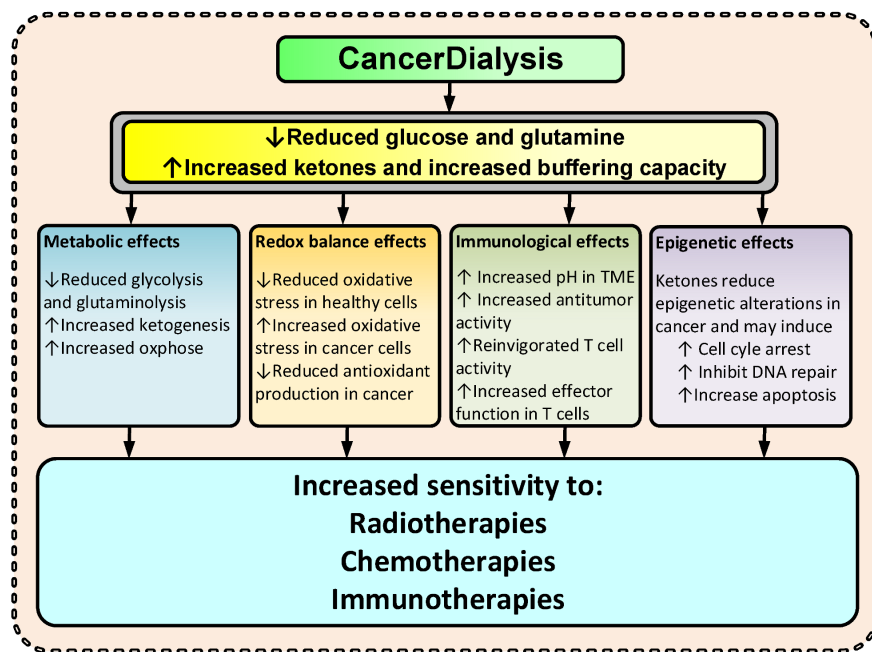 CancerDialysis
↓Reduced glucose and glutamine
↑Increased ketones and increased buffering capacity
Metabolic effects
↓Reduced glycolysis
and glutaminolysis
↑Increased ketogenesis
↑Increased oxphose
Redox balance effects
↓Reduced oxidative
stress in healthy cells
↑Increased oxidative
stress in cancer cells
↓Reduced antioxidant
production in cancer
Immunological effects
↑ Increased pH in TME
↑ Increased antitumor
activity
↑Reinvigorated T cell
activity
↑Increased effector
function in T cells
Epigenetic effects
Ketones reduce
epigenetic alterations in
cancer and may induce
↑ Cell cyle arrest
↑ Inhibit DNA repair
↑Increase apoptosis
Increased sensitivity to:
Radiotherapies
Chemotherapies
Immunotherapies